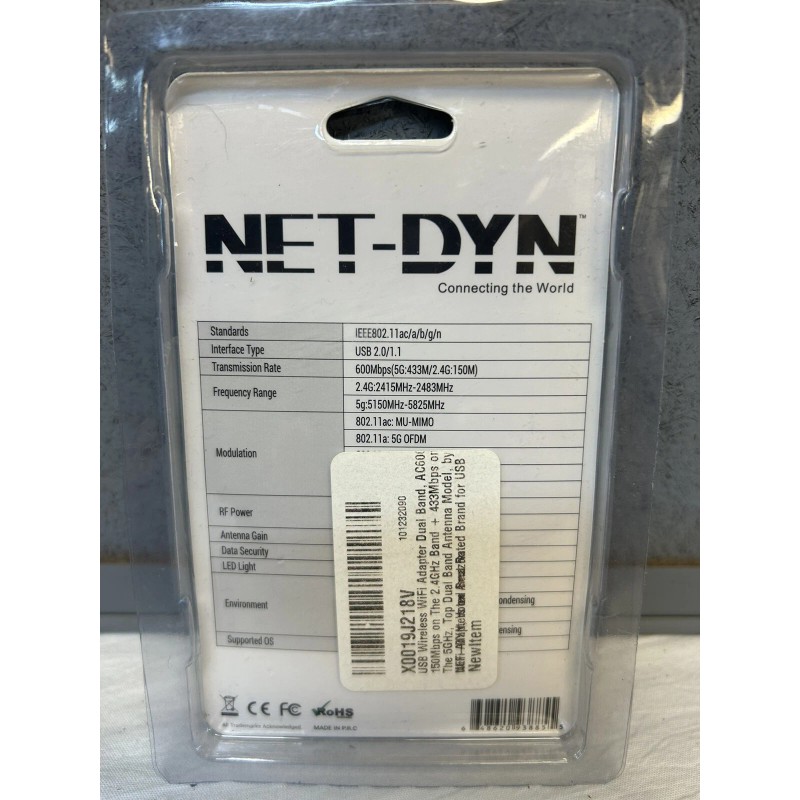 NET-DYN™
Connecting the World
Standards IEEE802.11ac/a/b/g/n
Interface Type USB 2.0/1.1
Transmission Rate 600Mbps(5G:433M/2.4G:150M)
Frequency Range 2.4G:2415MHz-2483MHz
5g:5150MHz-5825MHz
Modulation 802.11ac: MU-MIMO
802.11a: 5G OFDM
RF Power
Antenna Gain
Data Security
LED Light
Environment
Supported OS
101232090
X0019J218V
USB Wireless WiFi Adapter Dual Band, AC600
150Mbps on The 2.4GHz Band + 433Mbps on
The 5GHz, Top Dual Band Antenna Model, by
Rated Brand for USB
NewItem
CE FC RoHS
All Trademarks Acknowledged. MADE IN P.R.C